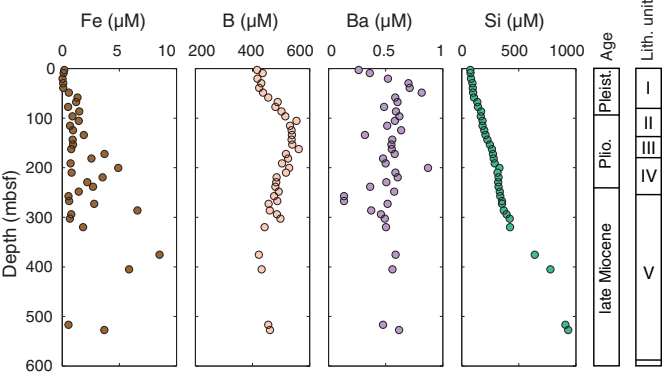 Fe (µM)
B (µM)
Ba (µM)
Si (µM)
Age
Lith. unit
0 5 10
200 400 600
0 0.5 1
0 500 1000
Depth (mbsf)
0
100
200
300
400
500
600
Pleist.
Plio.
late Miocene
I
II
III
IV
V